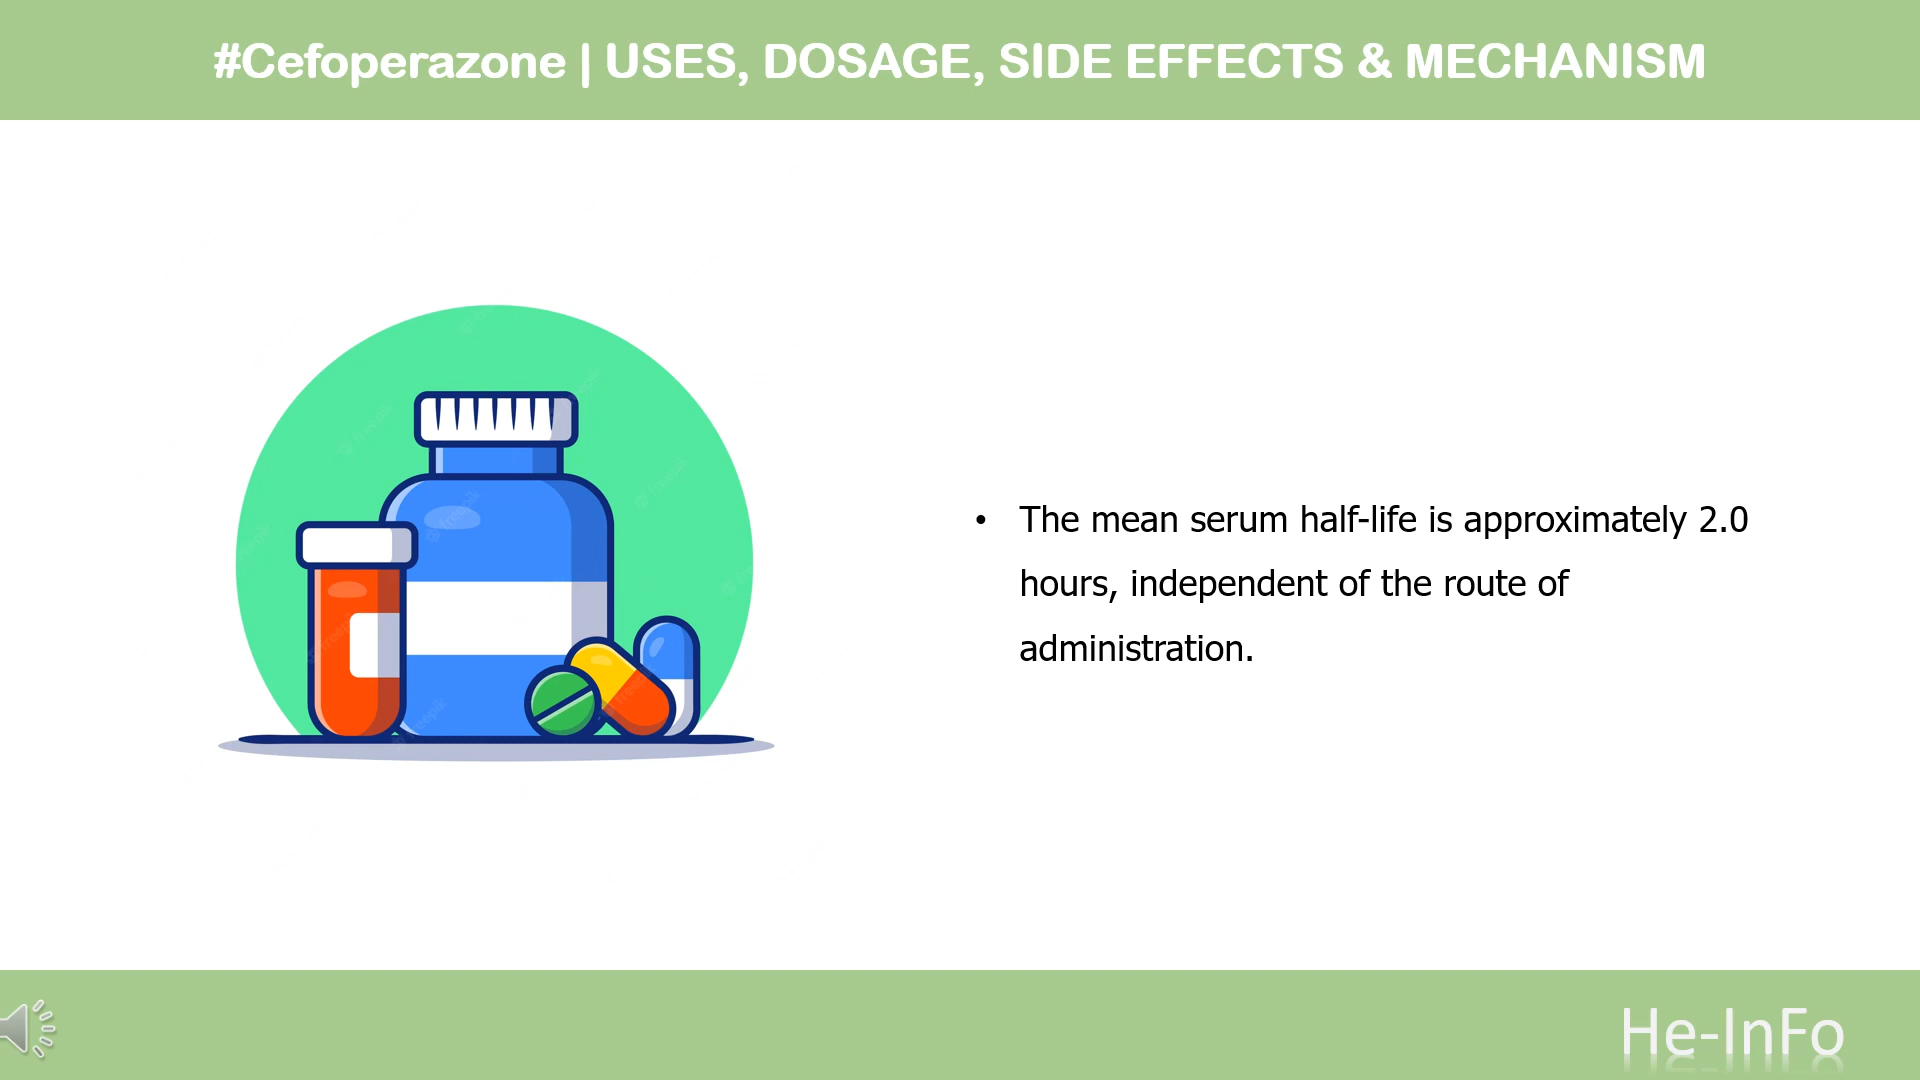 #Cefoperazone | USES, DOSAGE, SIDE EFFECTS & MECHANISM
• The mean serum half-life is approximately 2.0
hours, independent of the route of
administration.
freepik
He-InFo